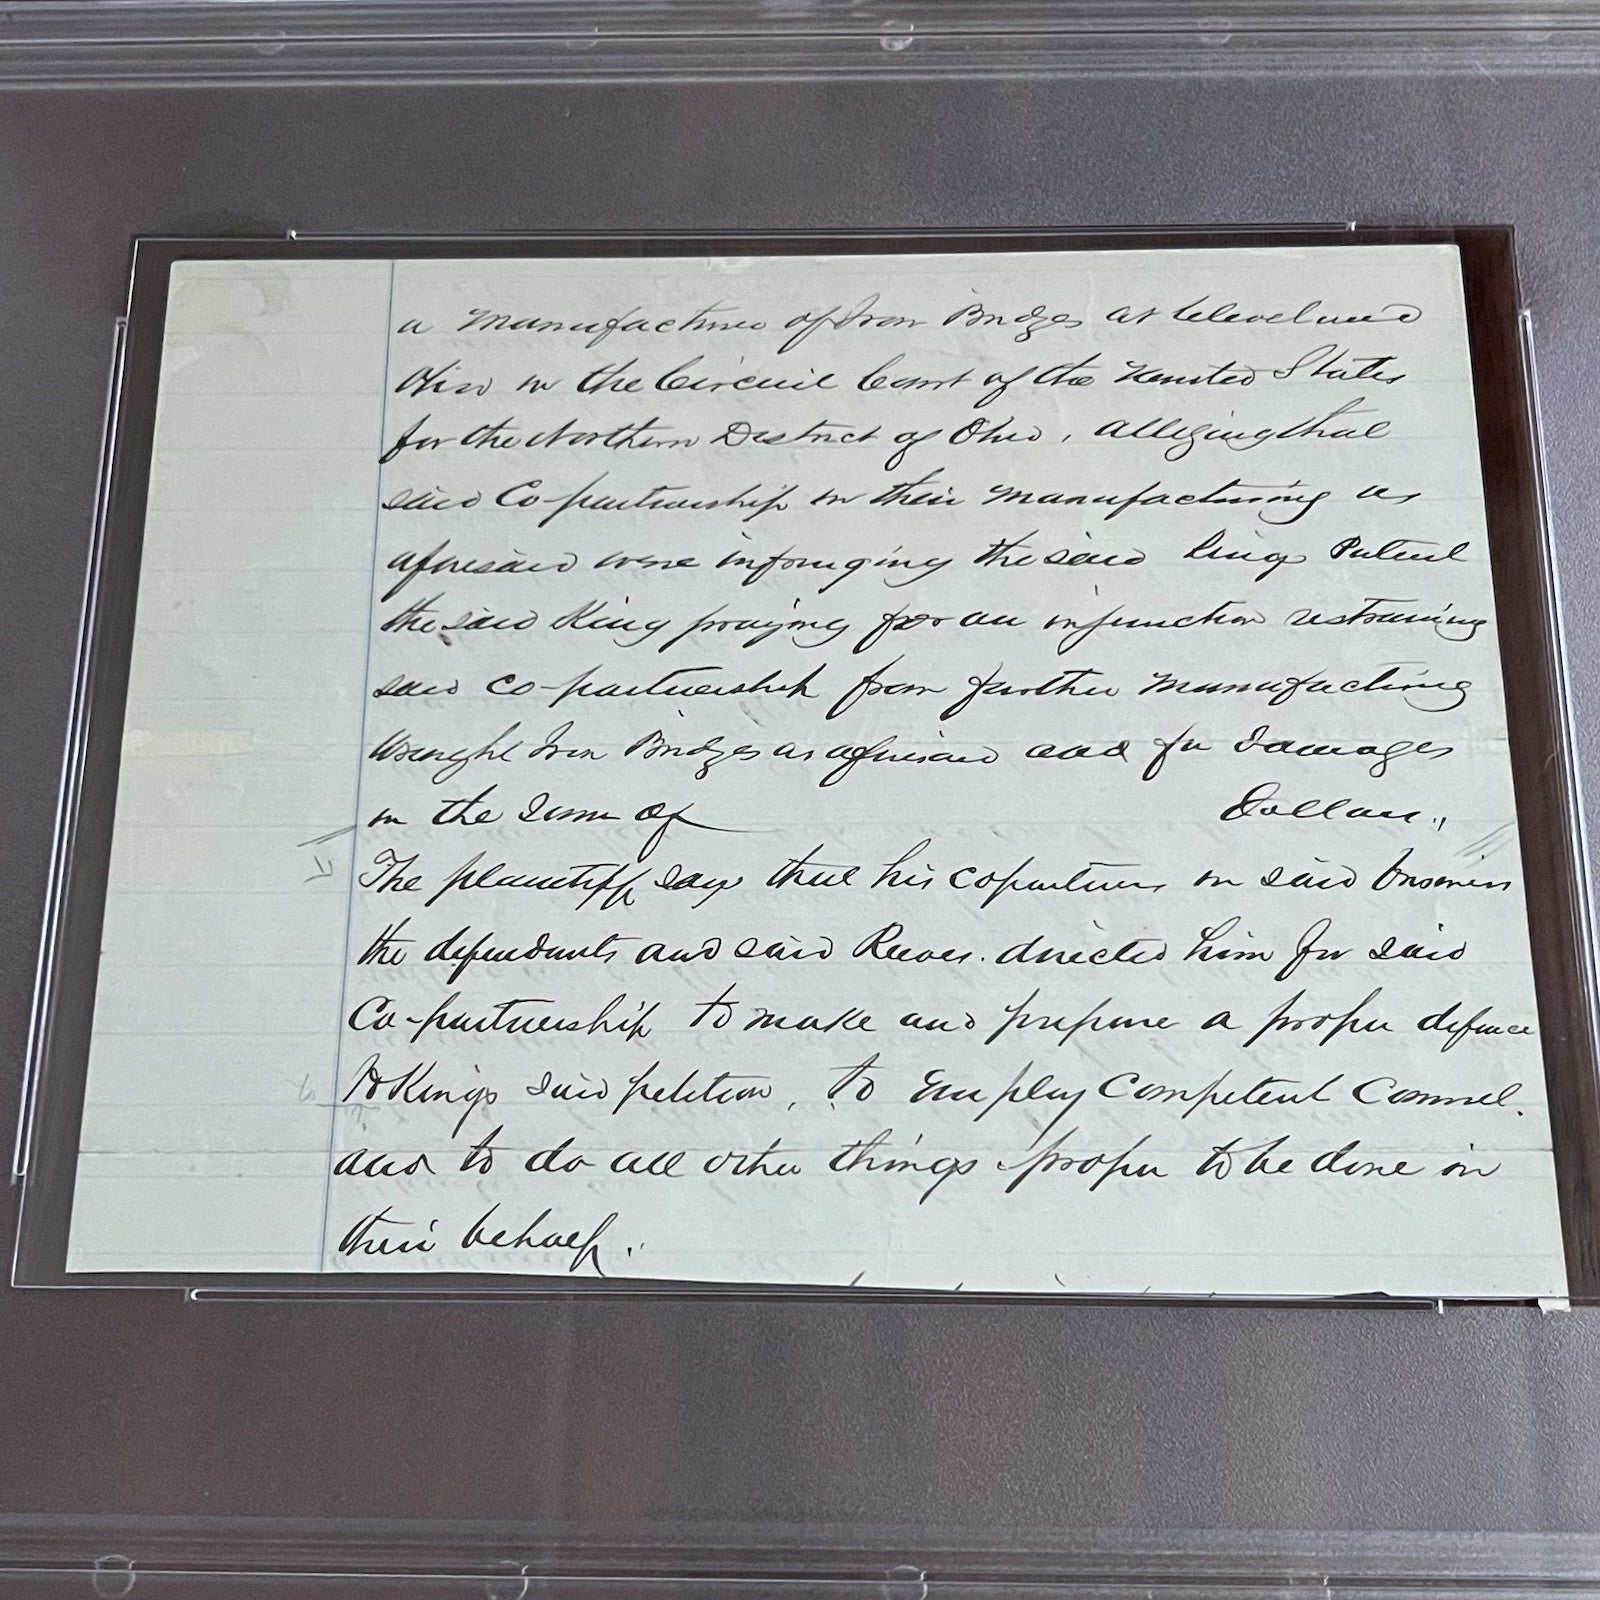 a manufacturer of Iron Bridges at Cleveland
Ohio in the Circuit Court of the United States
for the Northern District of Ohio, alleging that
said Co-partnership in their manufacturing as
aforesaid were infringing the said King Patent
the said King praying for an injunction restraining
said co-partnership from further manufacturing
Wrought Iron Bridges as aforesaid and for damages
in the sum of Dollars.,
The plaintiff says that his copartners in said business
the defendants and said Reeves. directed him for said
Co-partnership to make and prepare a proper defence
to Kings said petition, to employ Competent Counsel.
and to do all other things proper to be done in
their behalf.